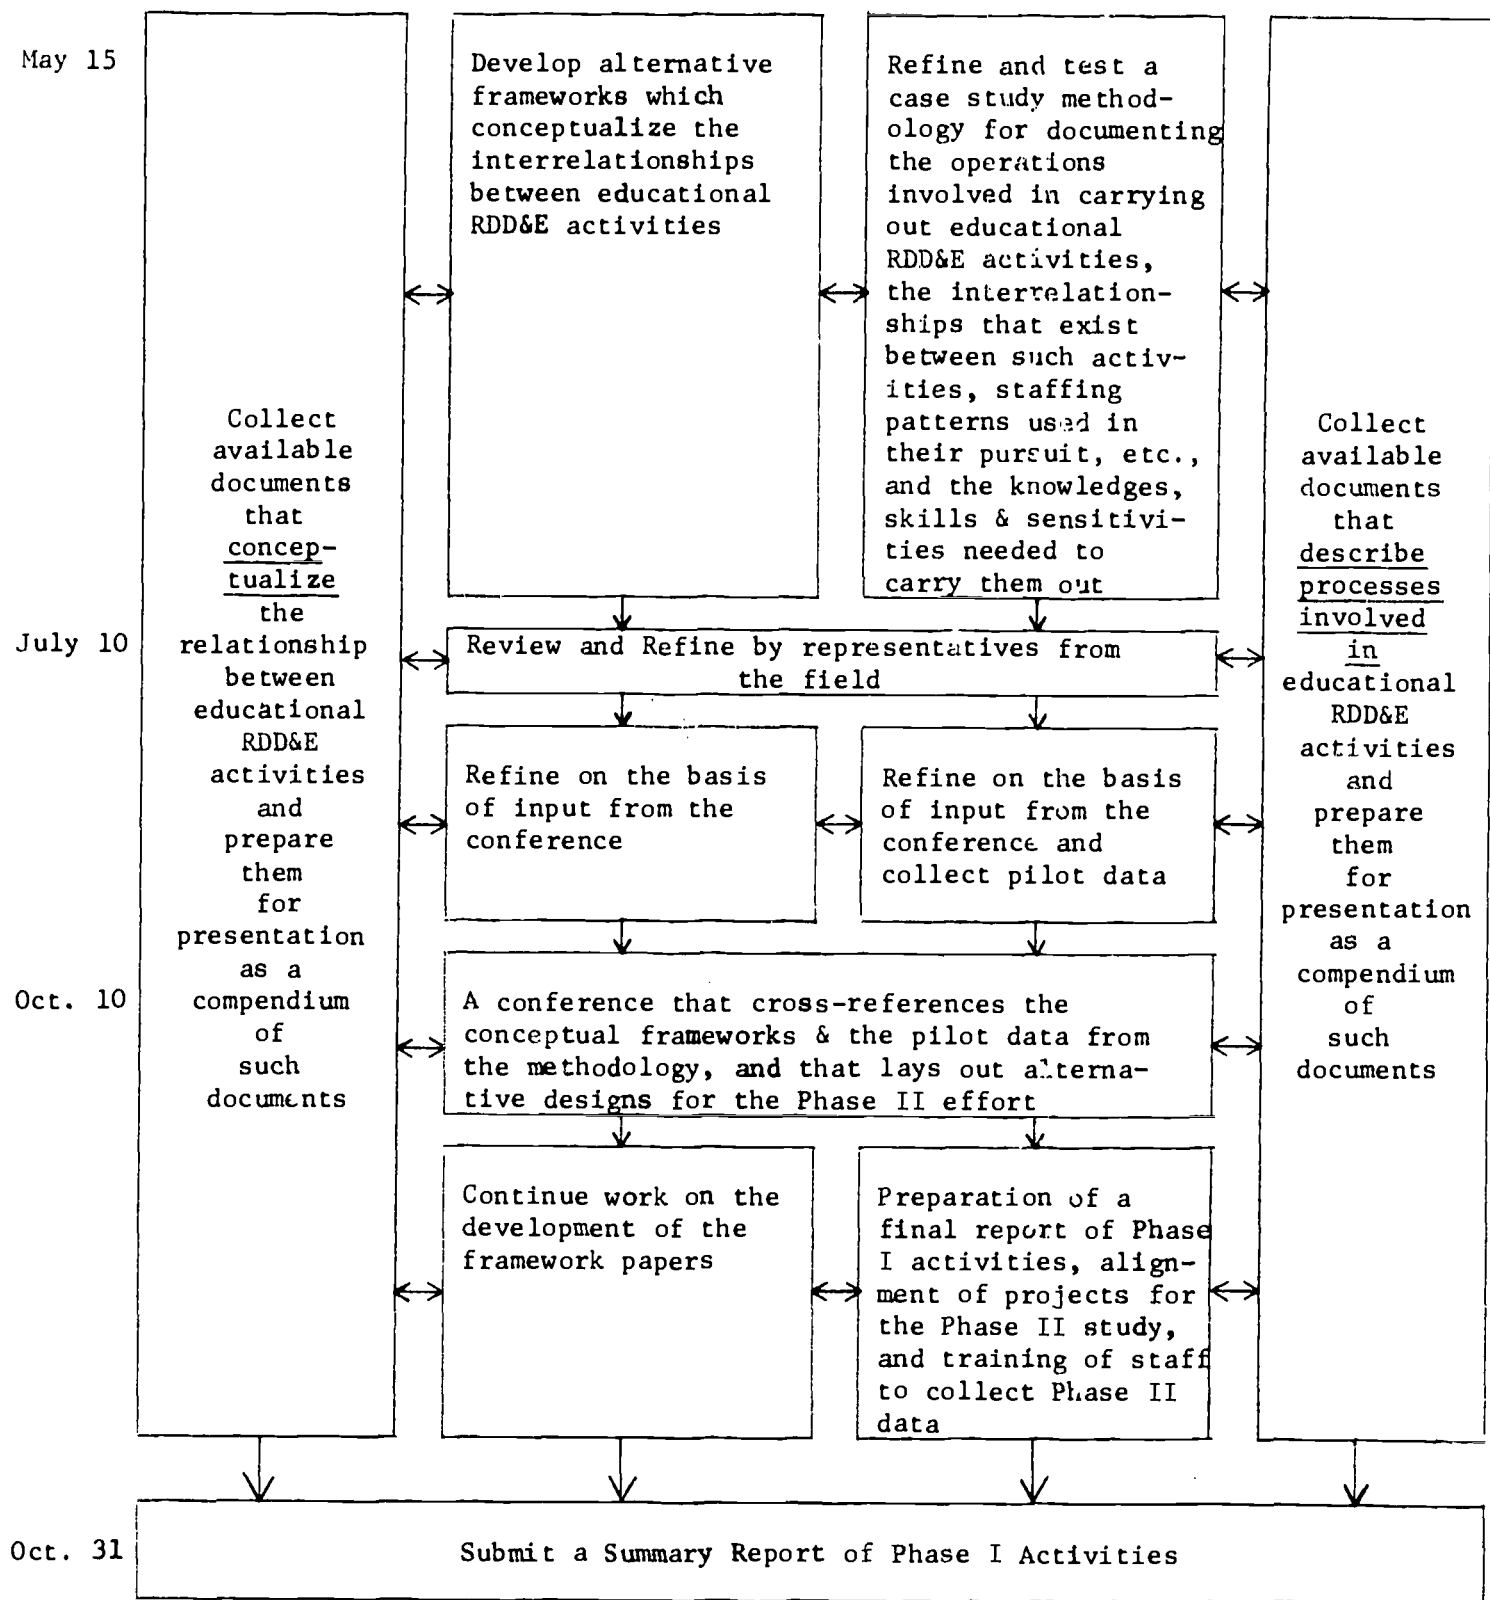 May 15
Develop alternative
frameworks which
conceptualize the
interrelationships
between educational
RDD&E activities
Refine and test a
case study method-
ology for documenting
the operations
involved in carrying
out educational
RDD&E activities,
the interrelation-
ships that exist
between such activ-
ities, staffing
patterns used in
their pursuit, etc.,
and the knowledges,
skills & sensitivi-
ties needed to
carry them out
Collect
available
documents
that
concep-
tualize
the
relationship
between
educational
RDD&E
activities
and
prepare
them
for
presentation
as a
compendium
of
such
documents
Collect
available
documents
that
describe
processes
involved
in
educational
RDD&E
activities
and
prepare
them
for
presentation
as a
compendium
of
such
documents
July 10
Review and Refine by representatives from
the field
Refine on the basis
of input from the
conference
Refine on the basis
of input from the
conference and
collect pilot data
Oct. 10
A conference that cross-references the
conceptual frameworks & the pilot data from
the methodology, and that lays out alterna-
tive designs for the Phase II effort
Continue work on the
development of the
framework papers
Preparation of a
final report of Phase
I activities, align-
ment of projects for
the Phase II study,
and training of staff
to collect Phase II
data
Oct. 31
Submit a Summary Report of Phase I Activities